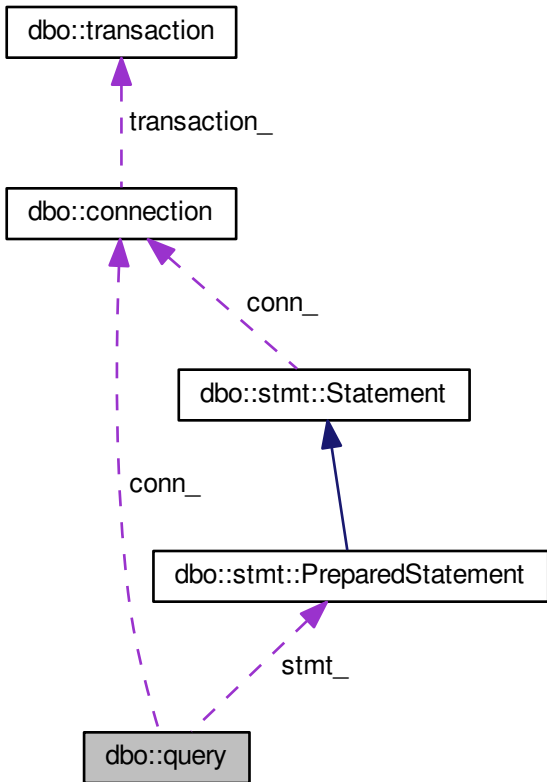 dbo::transaction
transaction_
dbo::connection
conn_
dbo::stmt::Statement
conn_
dbo::stmt::PreparedStatement
stmt_
dbo::query